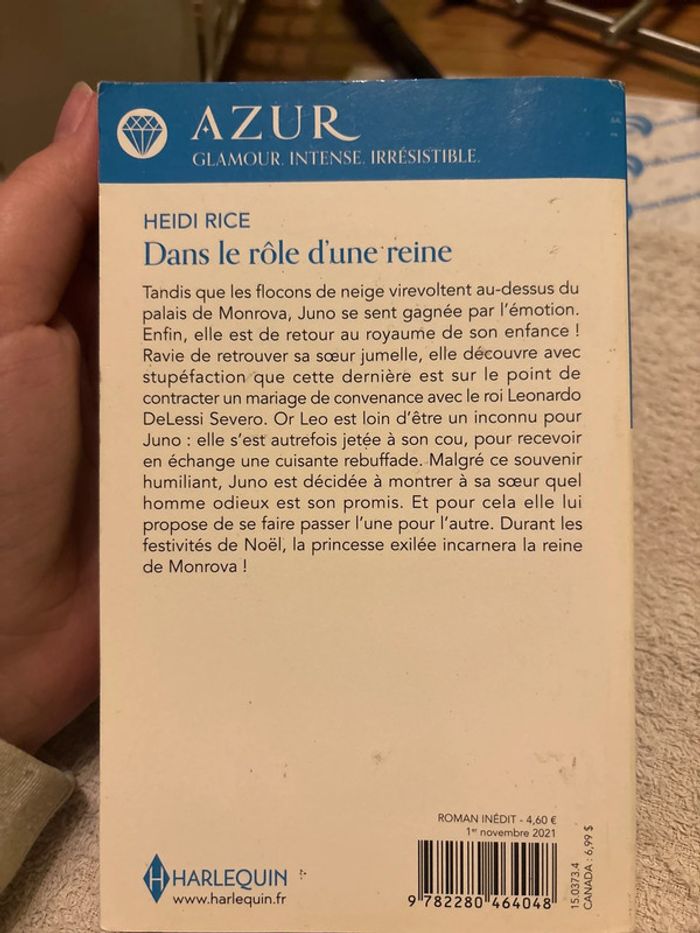 AZUR
GLAMOUR. INTENSE. IRRÉSISTIBLE.
HEIDI RICE
Dans le rôle d'une reine
Tandis que les flocons de neige virevoltent au-dessus du
palais de Monrova, Juno se sent gagnée par l'émotion.
Enfin, elle est de retour au royaume de son enfance !
Ravie de retrouver sa sœur jumelle, elle découvre avec
stupéfaction que cette dernière est sur le point de
contracter un mariage de convenance avec le roi Leonardo
DeLessi Severo. Or Leo est loin d'être un inconnu pour
Juno : elle s'est autrefois jetée à son cou, pour recevoir
en échange une cuisante rebuffade. Malgré ce souvenir
humiliant, Juno est décidée à montrer à sa sœur quel
homme odieux est son promis. Et pour cela elle lui
propose de se faire passer l'une pour l'autre. Durant les
festivités de Noël, la princesse exilée incarnera la reine
de Monrova !
ROMAN INÉDIT - 4,60 €
1er novembre 2021
9 782280 464048
15.0373.4
CANADA : 6,99 $
H HARLEQUIN
www.harlequin.fr